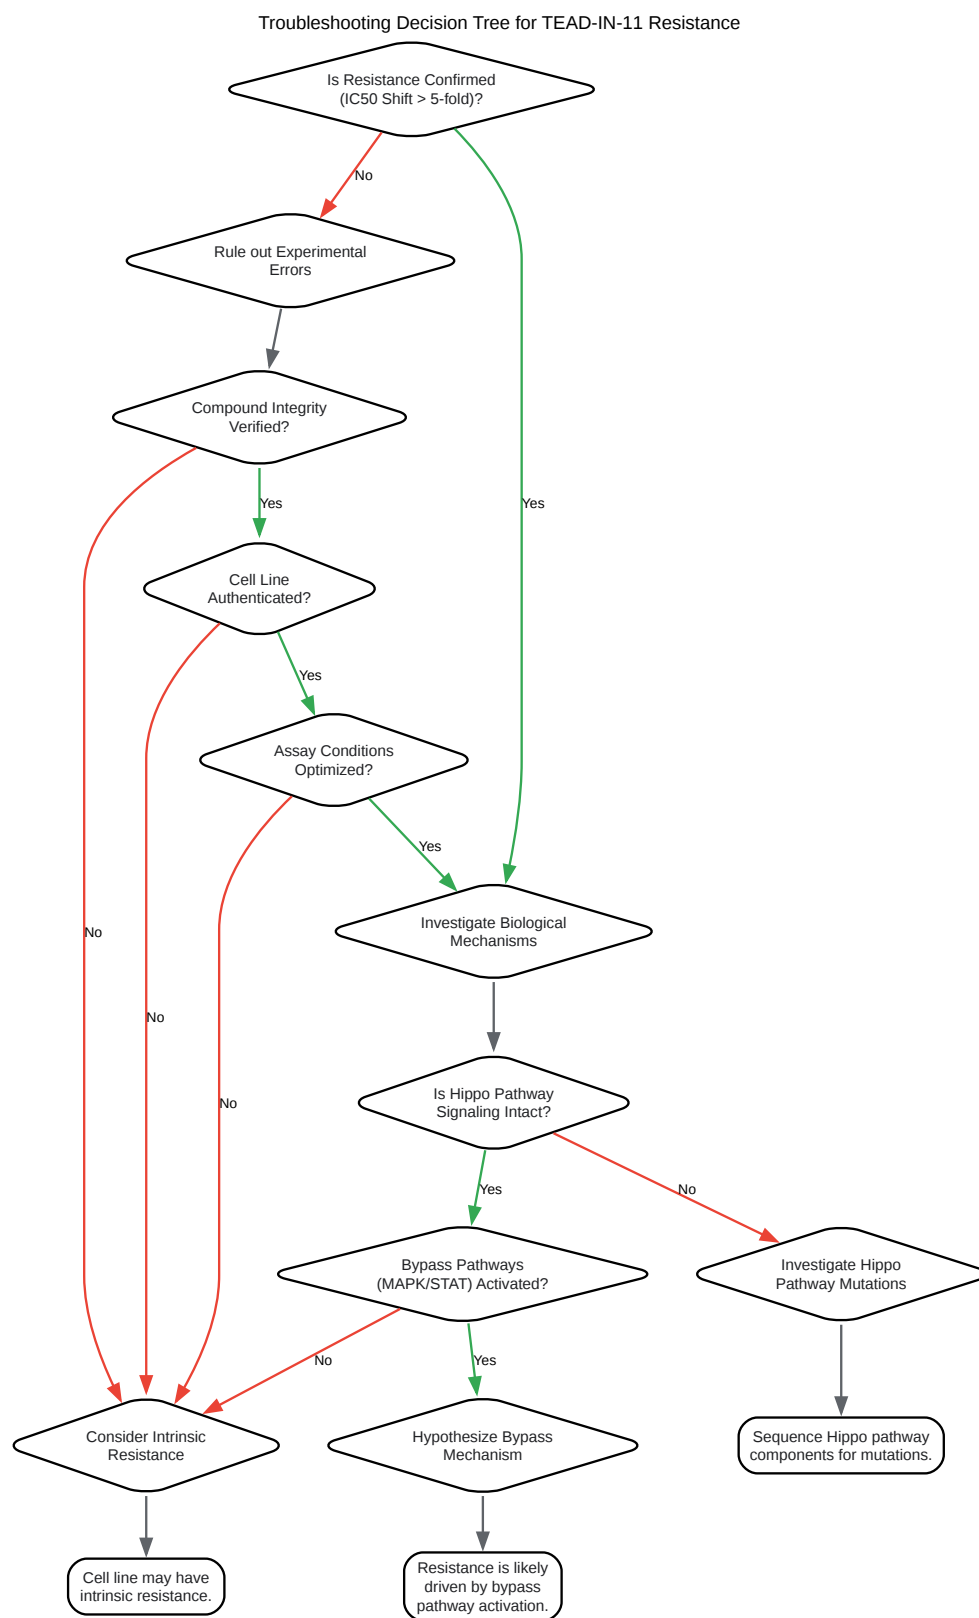 Troubleshooting Decision Tree for TEAD-IN-11 Resistance
Is Resistance Confirmed
(IC50 Shift > 5-fold)?
No
Rule out Experimental
Errors
Compound Integrity
Verified?
Yes
Yes
Cell Line
Authenticated?
Yes
Assay Conditions
Optimized?
Yes
No
Investigate Biological
Mechanisms
No
No
Is Hippo Pathway
Signaling Intact?
Yes
No
Bypass Pathways
(MAPK/STAT) Activated?
Investigate Hippo
Pathway Mutations
No
Yes
Consider Intrinsic
Resistance
Hypothesize Bypass
Mechanism
Sequence Hippo pathway
components for mutations.
Cell line may have
intrinsic resistance.
Resistance is likely
driven by bypass
pathway activation.